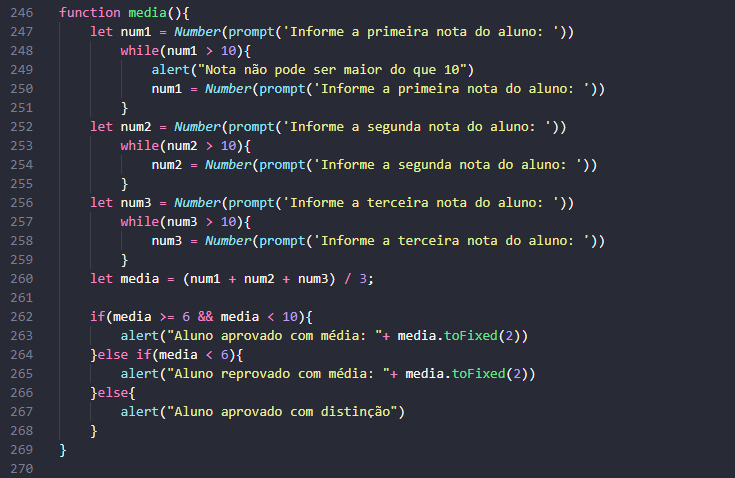 246 function media(){
247     let num1 = Number(prompt('Informe a primeira nota do aluno: '))
248         while(num1 > 10){
249             alert("Nota não pode ser maior do que 10")
250             num1 = Number(prompt('Informe a primeira nota do aluno: '))
251         }
252     let num2 = Number(prompt('Informe a segunda nota do aluno: '))
253         while(num2 > 10){
254             num2 = Number(prompt('Informe a segunda nota do aluno: '))
255         }
256     let num3 = Number(prompt('Informe a terceira nota do aluno: '))
257         while(num3 > 10){
258             num3 = Number(prompt('Informe a terceira nota do aluno: '))
259         }
260     let media = (num1 + num2 + num3) / 3;
261
262     if(media >= 6 && media < 10){
263         alert("Aluno aprovado com média: "+ media.toFixed(2))
264     }else if(media < 6){
265         alert("Aluno reprovado com média: "+ media.toFixed(2))
266     }else{
267         alert("Aluno aprovado com distinção")
268     }
269 }
270